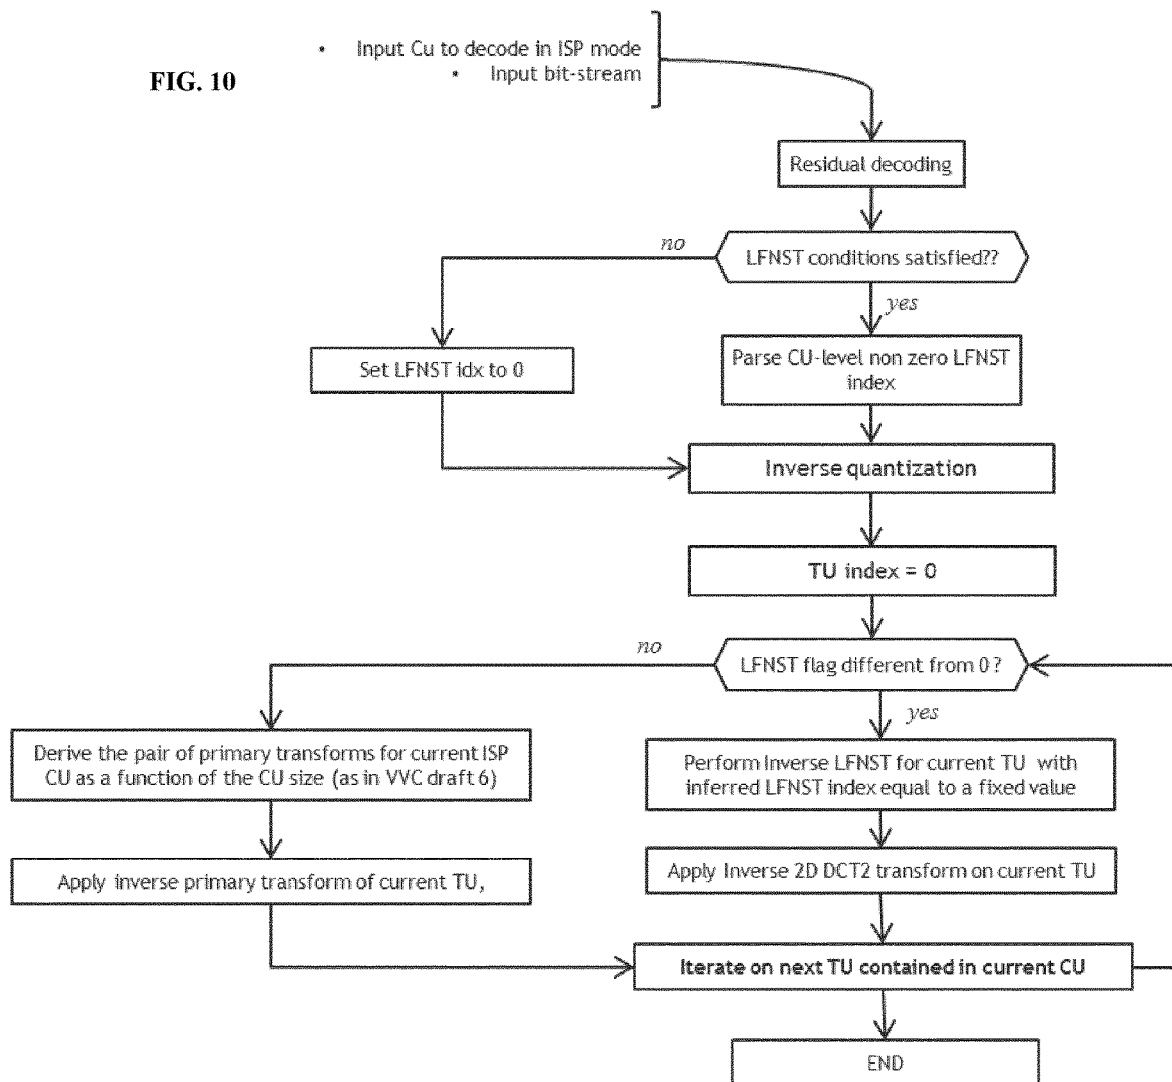 • Input Cu to decode in ISP mode
• Input bit-stream
FIG. 10
Residual decoding
no
LFNST conditions satisfied??
yes
Set LFNST idx to 0
Parse CU-level non zero LFNST
index
Inverse quantization
TU index = 0
no
LFNST flag different from 0 ?
yes
Derive the pair of primary transforms for current ISP
CU as a function of the CU size (as in VVC draft 6)
Perform Inverse LFNST for current TU with
inferred LFNST index equal to a fixed value
Apply inverse primary transform of current TU,
Apply Inverse 2D DCT2 transform on current TU
Iterate on next TU contained in current CU
END